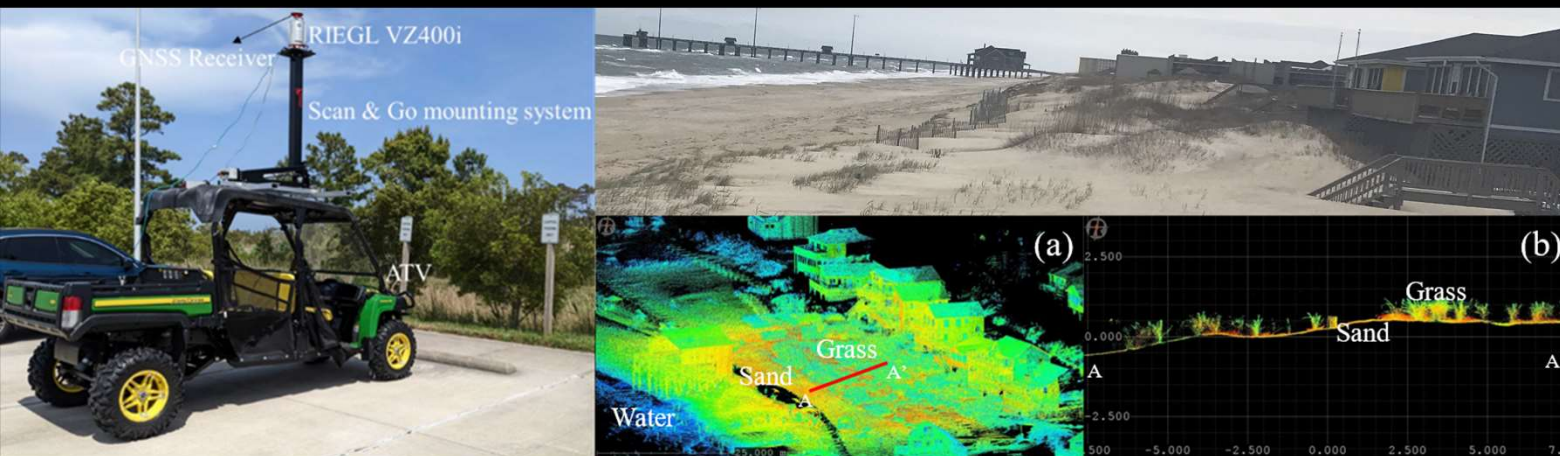 RIEGL VZ400i
GNSS Receiver
Scan & Go mounting system
ATV
(a)
Grass
A'
Sand
A
Water
(b)
2.500
Grass
0.000
Sand
A
A
-2.500
500 -5.000 -2.500 0.000 2.500 5.000 7.